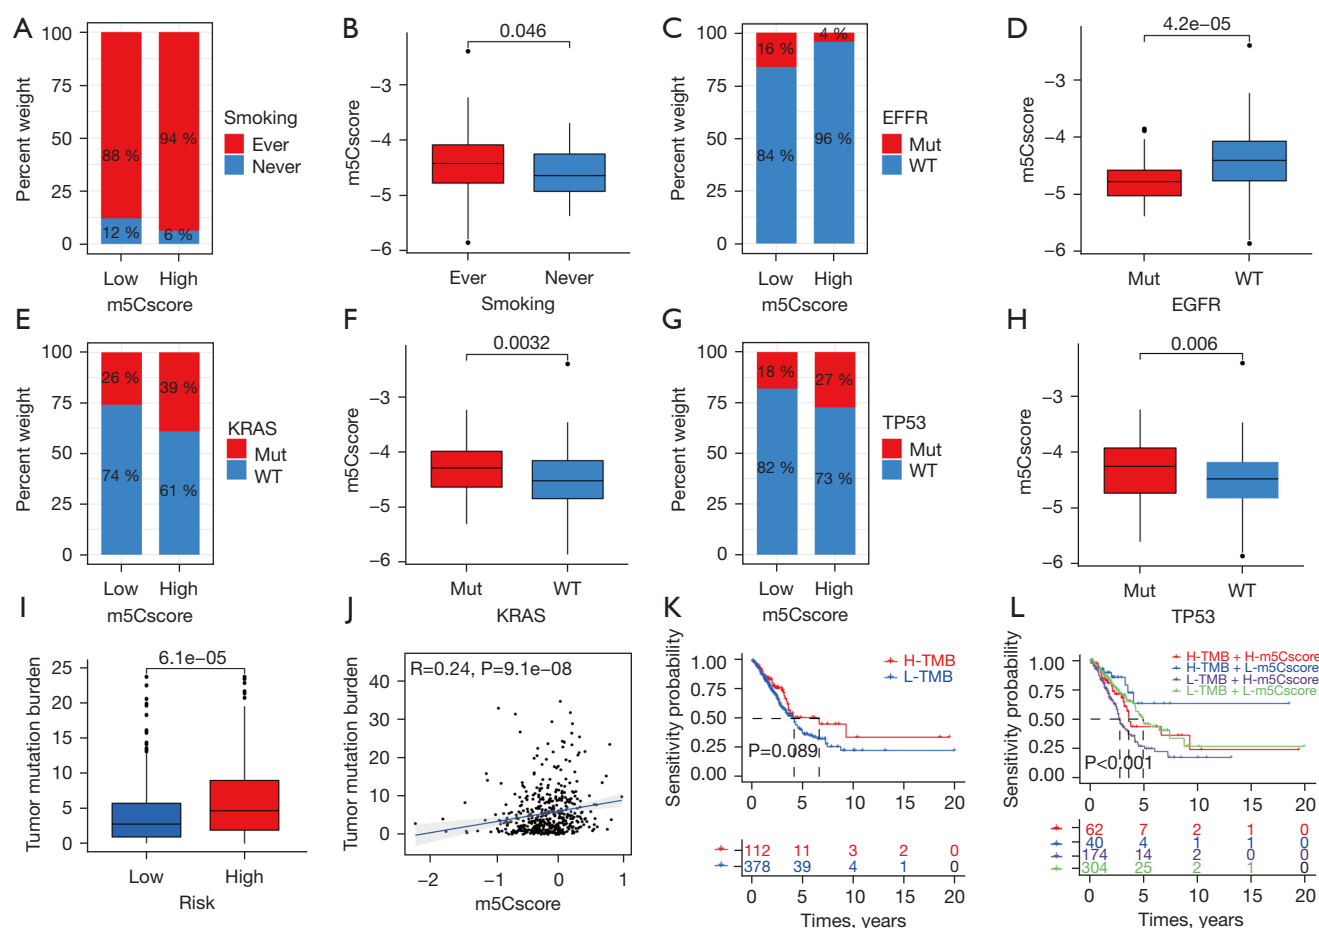 A
100
75
50
25
0
Percent weight
88 %
94 %
12 %
6 %
Low High
m5Cscore
Smoking
Ever
Never
B
0.046
−3
−4
−5
−6
m5Cscore
Ever Never
Smoking
C
100
75
50
25
0
Percent weight
16 %
4 %
84 %
96 %
Low High
m5Cscore
EFFR
Mut
WT
D
4.2e−05
−3
−4
−5
−6
m5Cscore
Mut WT
EGFR
E
100
75
50
25
0
Percent weight
26 %
39 %
74 %
61 %
Low High
m5Cscore
KRAS
Mut
WT
F
0.0032
−3
−4
−5
−6
m5Cscore
Mut WT
KRAS
G
100
75
50
25
0
Percent weight
18 %
27 %
82 %
73 %
Low High
m5Cscore
TP53
Mut
WT
H
0.006
−3
−4
−5
−6
m5Cscore
Mut WT
TP53
I
6.1e−05
25
20
15
10
5
0
Tumor mutation burden
Low High
Risk
J
R=0.24, P=9.1e−08
40
30
20
10
0
Tumor mutation burden
−2 −1 0 1
m5Cscore
K
Sensitivity probability
1.00
0.75
0.50
0.25
0.00
H-TMB
L-TMB
P=0.089
0 5 10 15 20
112 11 3 2 0
378 39 4 1 0
0 5 10 15 20
Times, years
L
Sensitivity probability
1.00
0.75
0.50
0.25
0.00
H-TMB + H-m5Cscore
H-TMB + L-m5Cscore
L-TMB + H-m5Cscore
L-TMB + L-m5Cscore
P<0.001
0 5 10 15 20
62 7 2 1 0
40 4 1 1 0
174 14 2 0 0
304 25 2 1 0
0 5 10 15 20
Times, years